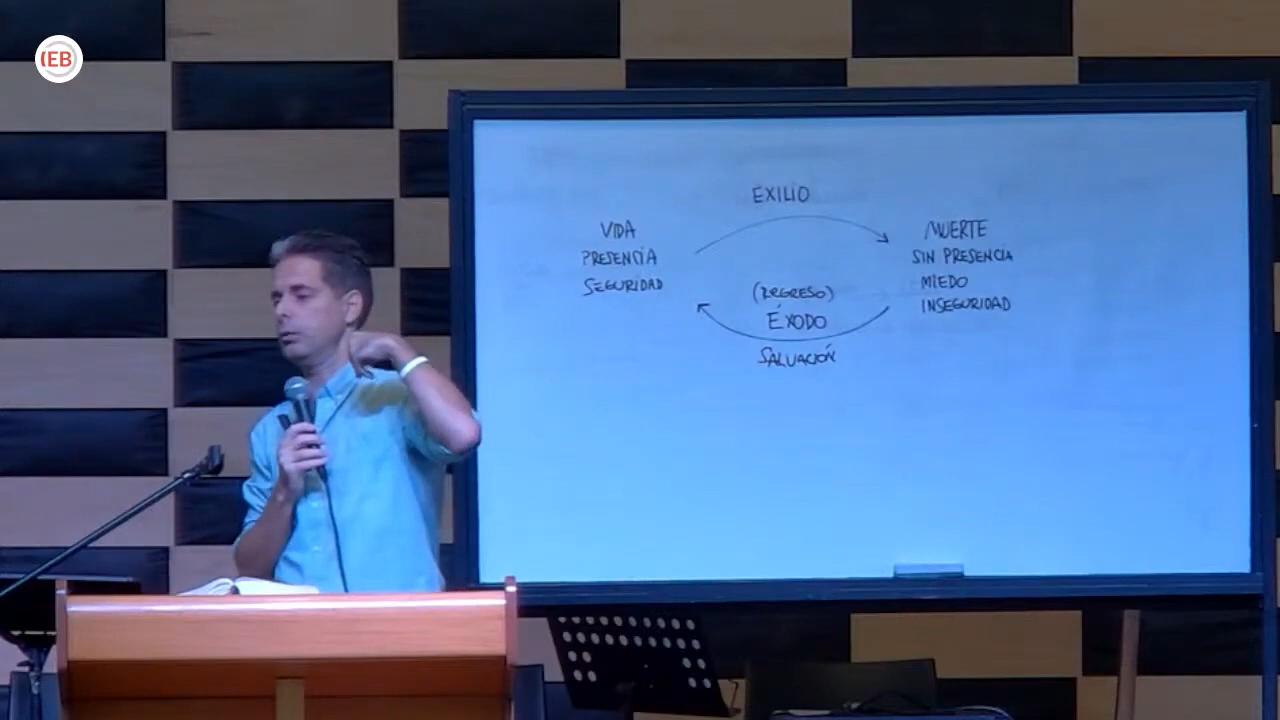 IEB
EXILIO
VIDA
PRESENCIA
SEGURIDAD
MUERTE
SIN PRESENCIA
MIEDO
INSEGURIDAD
(REGRESO)
ÉXODO
SALVACIÓN